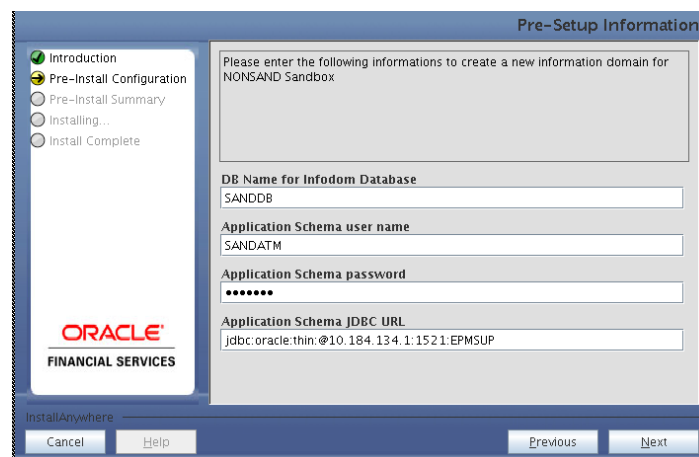 Pre-Setup Information
Introduction
Pre-Install Configuration
Pre-Install Summary
Installing...
Install Complete
Please enter the following informations to create a new information domain for
NONSAND Sandbox
DB Name for Infodom Database
SANDDB
Application Schema user name
SANDATM
Application Schema password
•••••••
Application Schema JDBC URL
jdbc:oracle:thin:@10.184.134.1:1521:EPMSUP
ORACLE'
FINANCIAL SERVICES
InstallAnywhere
Cancel
Help
Previous
Next